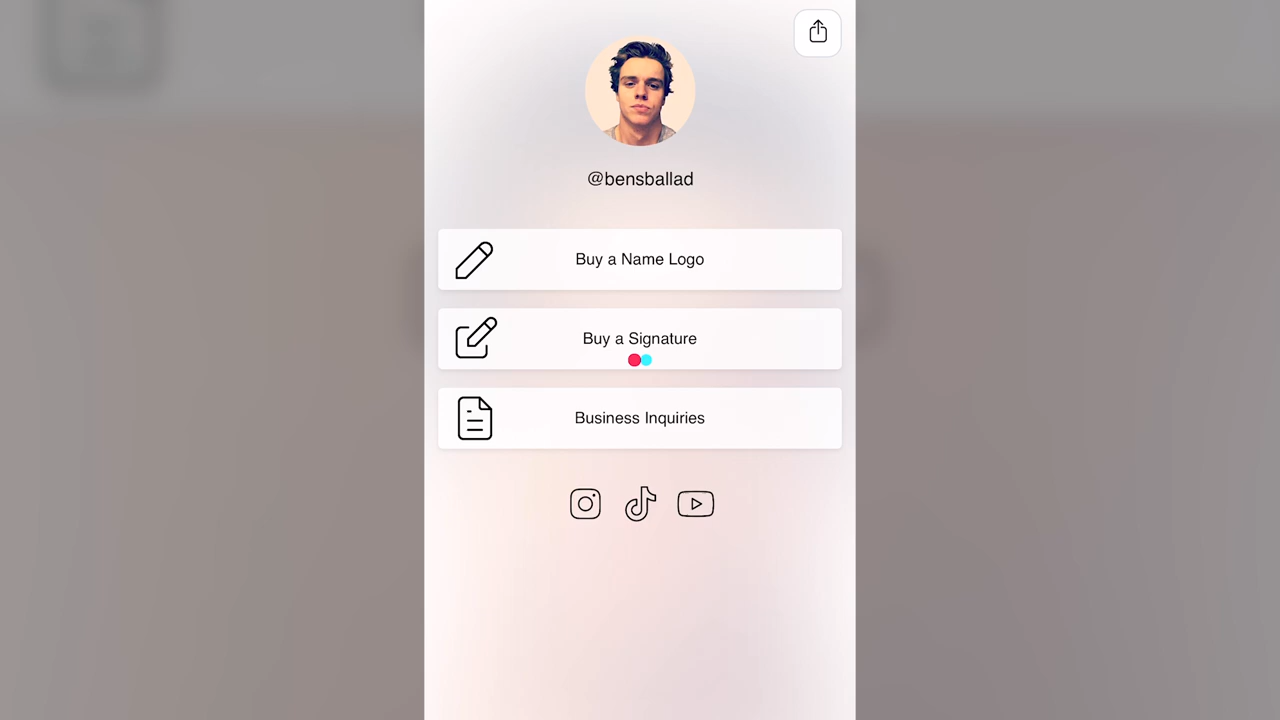 @bensballad
Buy a Name Logo
Buy a Signature
Business Inquiries